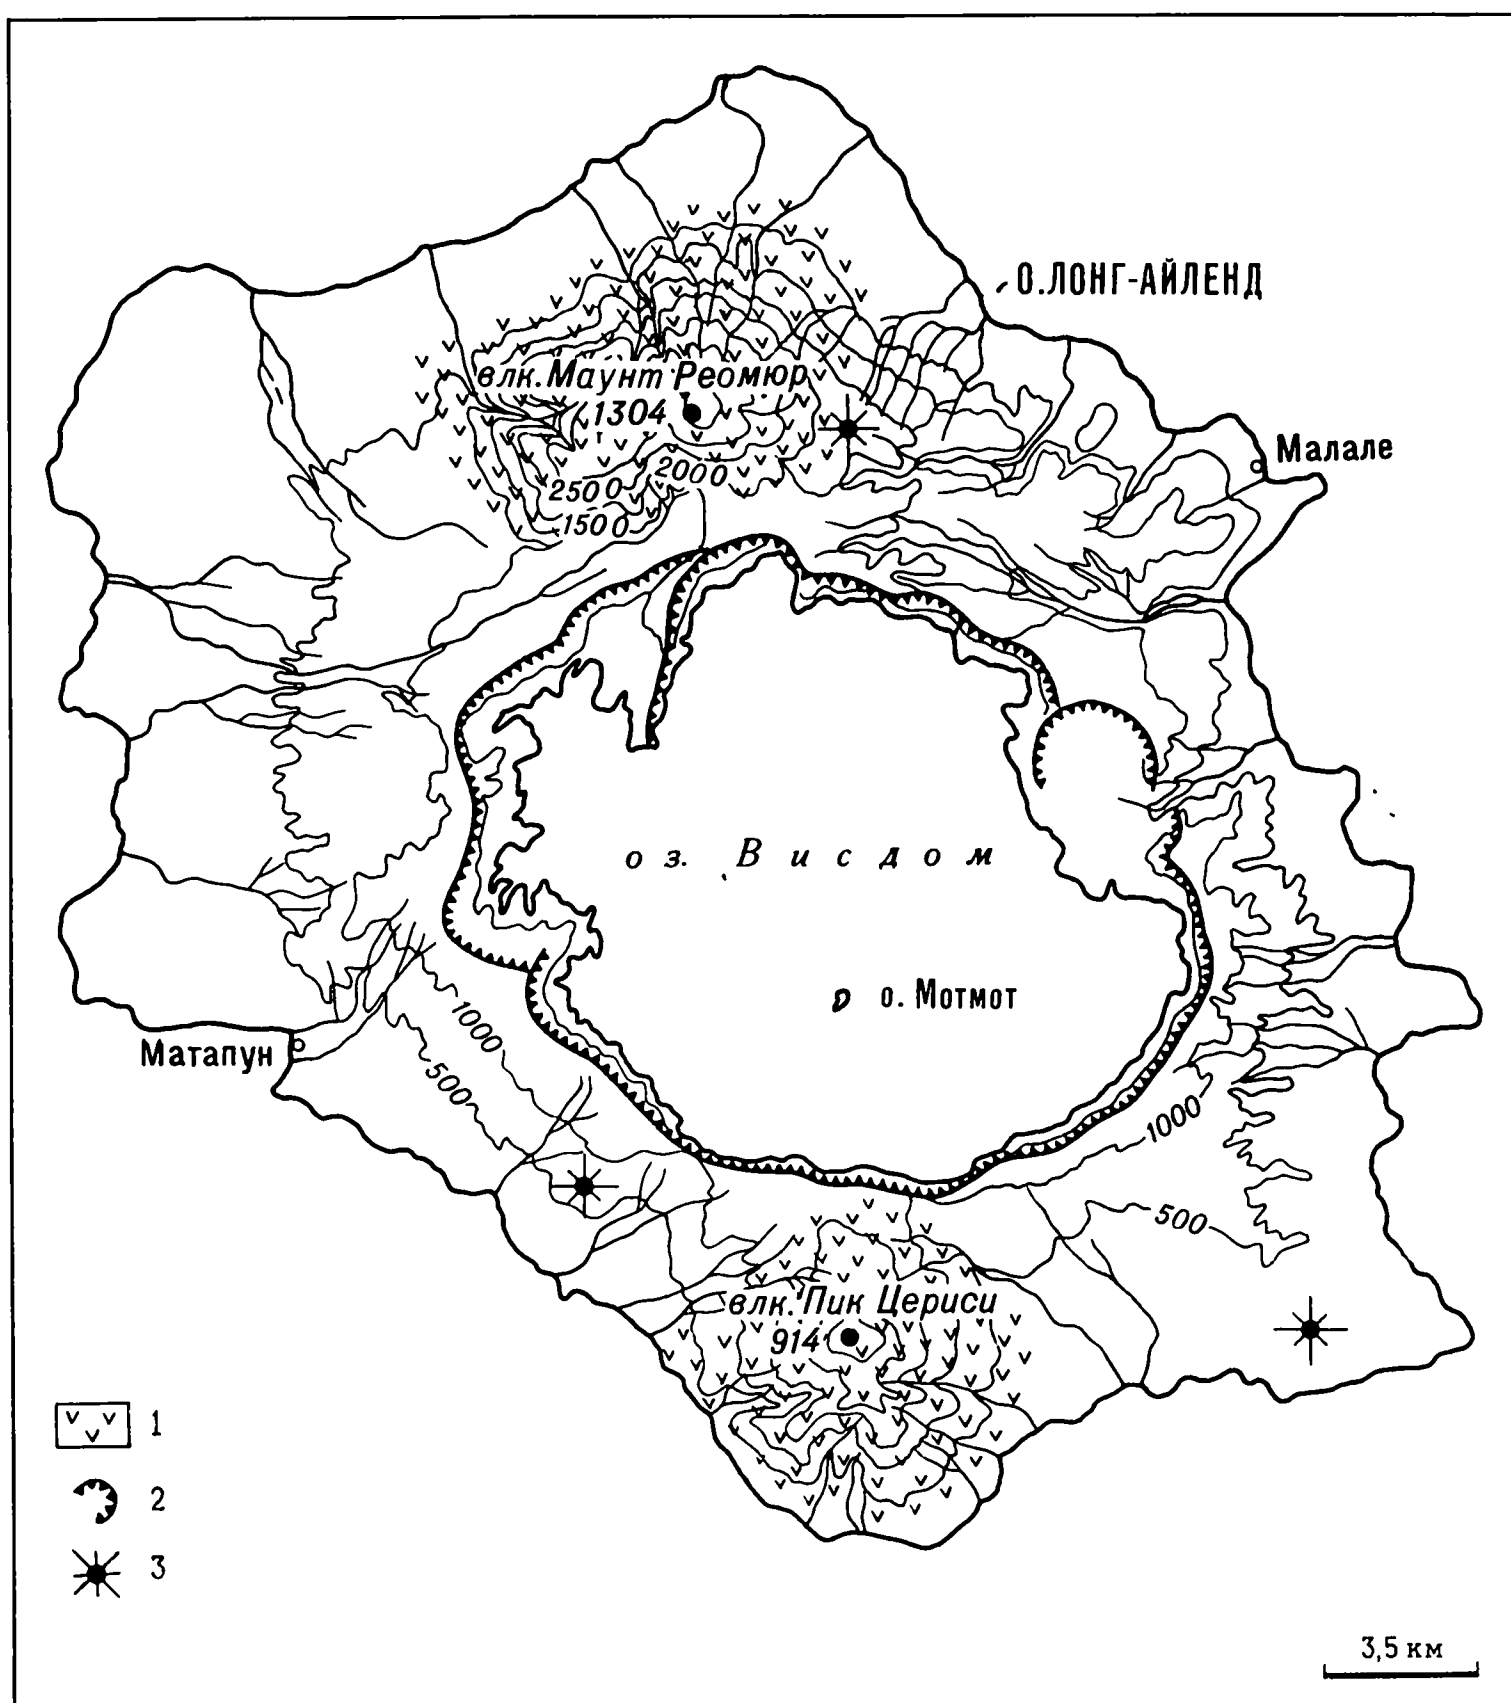 О.ЛОНГ-АЙЛЕНД
влк. Маунт Реомюр
1304
Малале
2000
2500
1500
оз. Висдом
о. Мотмот
1000
Матапун
500
1000
500
влк. Пик Цериси
914
1
2
3
3,5 км